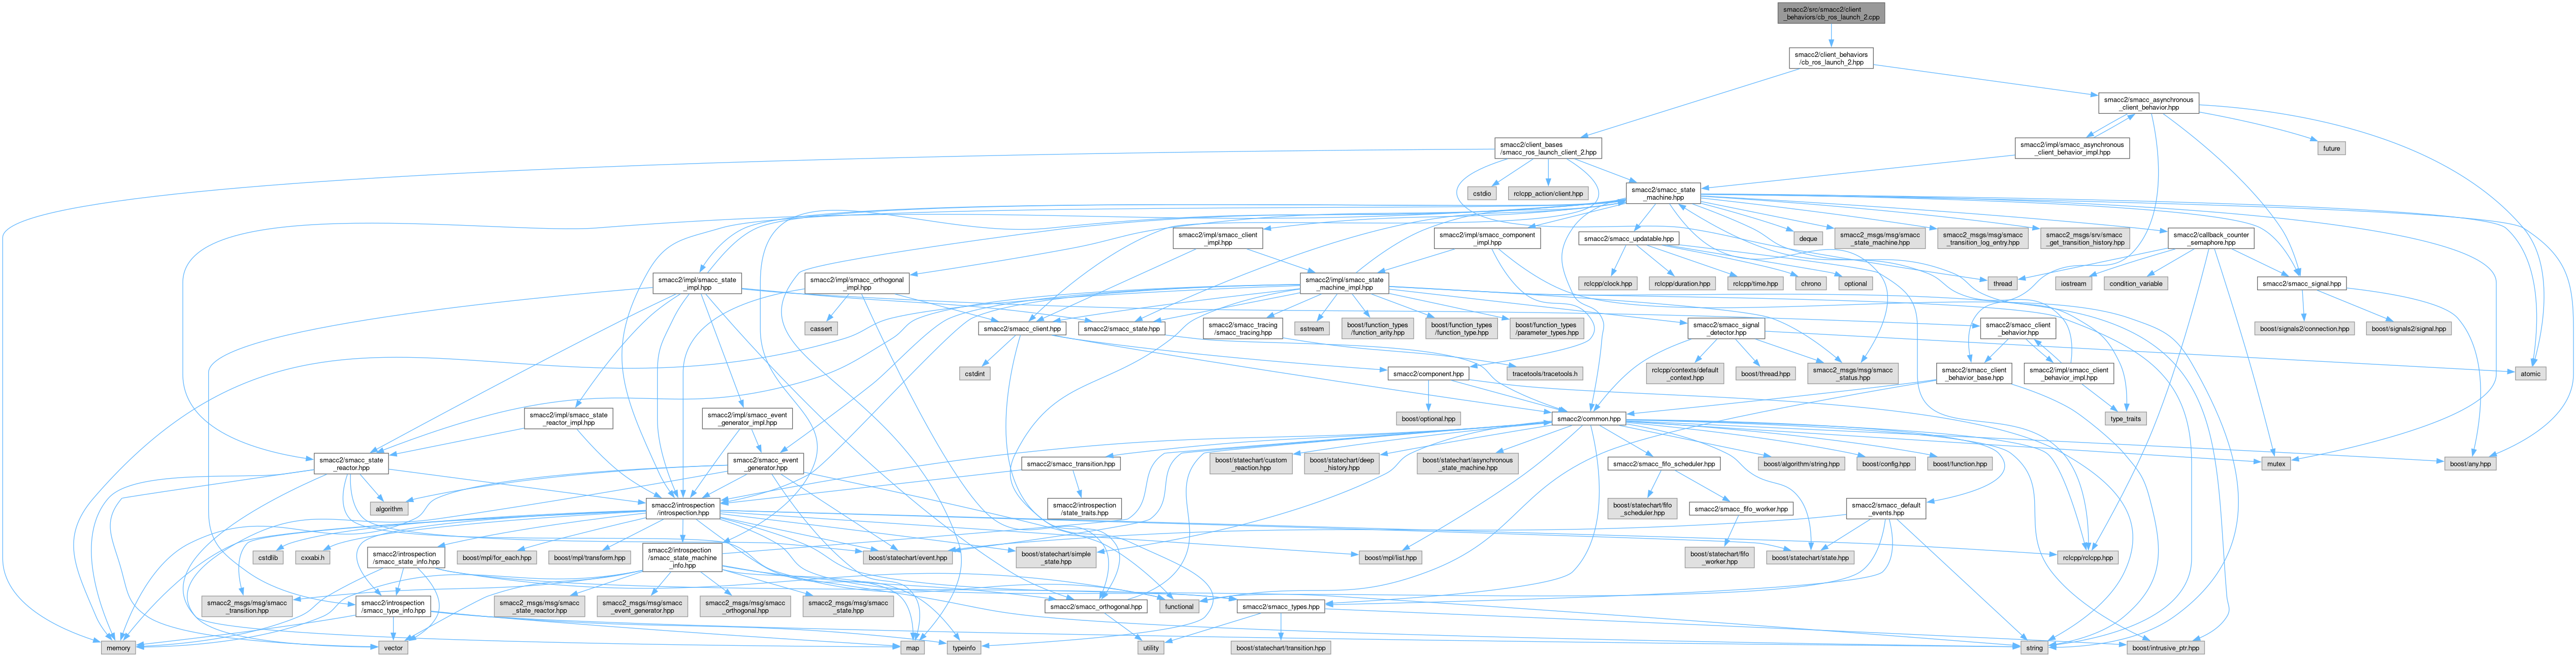 smacc2/src/smacc2/client
_behaviors/cb_ros_launch_2.cpp
smacc2/client_behaviors
/cb_ros_launch_2.hpp
smacc2/smacc_asynchronous
_client_behavior.hpp
smacc2/client_bases
/smacc_ros_launch_client_2.hpp
smacc2/impl/smacc_asynchronous
_client_behavior_impl.hpp
future
cstdio
rclcpp_action/client.hpp
smacc2/smacc_state
_machine.hpp
smacc2/impl/smacc_client
_impl.hpp
smacc2/impl/smacc_component
_impl.hpp
smacc2/smacc_updatable.hpp
deque
smacc2_msgs/msg/smacc
_state_machine.hpp
smacc2_msgs/msg/smacc
_transition_log_entry.hpp
smacc2_msgs/srv/smacc
_get_transition_history.hpp
smacc2/callback_counter
_semaphore.hpp
smacc2/impl/smacc_state
_impl.hpp
smacc2/impl/smacc_orthogonal
_impl.hpp
smacc2/impl/smacc_state
_machine_impl.hpp
rclcpp/clock.hpp
rclcpp/duration.hpp
rclcpp/time.hpp
chrono
optional
thread
iostream
condition_variable
smacc2/smacc_signal.hpp
cassert
smacc2/smacc_client.hpp
smacc2/smacc_state.hpp
smacc2/smacc_tracing
/smacc_tracing.hpp
sstream
boost/function_types
/function_arity.hpp
boost/function_types
/function_type.hpp
boost/function_types
/parameter_types.hpp
smacc2/smacc_signal
_detector.hpp
smacc2/smacc_client
_behavior.hpp
boost/signals2/connection.hpp
boost/signals2/signal.hpp
cstdint
smacc2/component.hpp
tracetools/tracetools.h
rclcpp/contexts/default
_context.hpp
boost/thread.hpp
smacc2_msgs/msg/smacc
_status.hpp
smacc2/smacc_client
_behavior_base.hpp
smacc2/impl/smacc_client
_behavior_impl.hpp
atomic
smacc2/impl/smacc_state
_reactor_impl.hpp
smacc2/impl/smacc_event
_generator_impl.hpp
boost/optional.hpp
smacc2/common.hpp
type_traits
smacc2/smacc_state
_reactor.hpp
smacc2/smacc_event
_generator.hpp
smacc2/smacc_transition.hpp
boost/statechart/custom
_reaction.hpp
boost/statechart/deep
_history.hpp
boost/statechart/asynchronous
_state_machine.hpp
smacc2/smacc_fifo_scheduler.hpp
boost/algorithm/string.hpp
boost/config.hpp
boost/function.hpp
mutex
boost/any.hpp
algorithm
smacc2/introspection
/introspection.hpp
smacc2/introspection
/state_traits.hpp
boost/statechart/fifo
_scheduler.hpp
smacc2/smacc_fifo_worker.hpp
smacc2/smacc_default
_events.hpp
cstdlib
cxxabi.h
smacc2/introspection
/smacc_state_info.hpp
boost/mpl/for_each.hpp
boost/mpl/transform.hpp
smacc2/introspection
/smacc_state_machine
_info.hpp
boost/statechart/event.hpp
boost/statechart/simple
_state.hpp
boost/mpl/list.hpp
boost/statechart/fifo
_worker.hpp
boost/statechart/state.hpp
rclcpp/rclcpp.hpp
smacc2_msgs/msg/smacc
_transition.hpp
smacc2/introspection
/smacc_type_info.hpp
smacc2_msgs/msg/smacc
_state_reactor.hpp
smacc2_msgs/msg/smacc
_event_generator.hpp
smacc2_msgs/msg/smacc
_orthogonal.hpp
smacc2_msgs/msg/smacc
_state.hpp
smacc2/smacc_orthogonal.hpp
functional
smacc2/smacc_types.hpp
memory
vector
map
typeinfo
utility
boost/statechart/transition.hpp
string
boost/intrusive_ptr.hpp